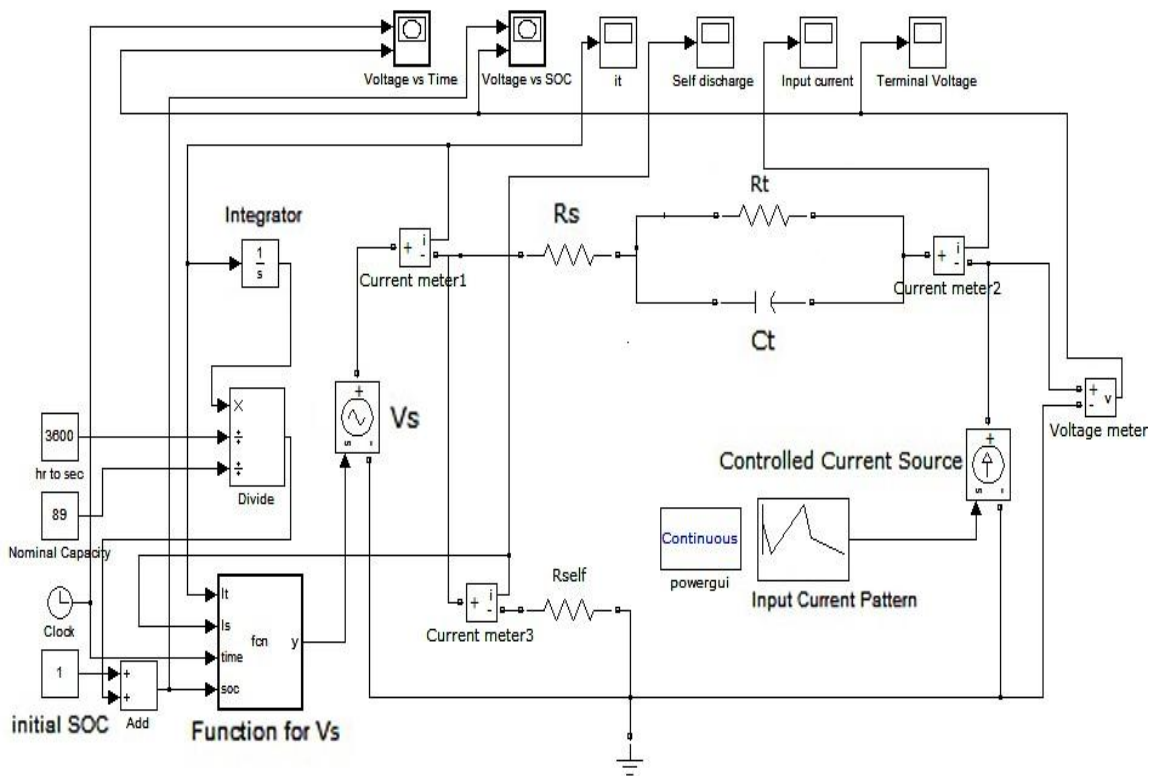 Voltage vs Time
Voltage vs SOC
it
Self discharge
Input current
Terminal Voltage
Integrator
1
s
i
+
-
Current meter1
Rs
Rt
Ct
i
+
-
Current meter2
+
Vs
s
+
-
v
Voltage meter
3600
hr to sec
89
Nominal Capacity
X
÷
÷
Divide
Controlled Current Source
+
s
Continuous
powergui
Input Current Pattern
Clock
1
initial SOC
+
+
Add
It
Is
time
soc
fcn
y
Function for Vs
i
+
-
Current meter3
Rself